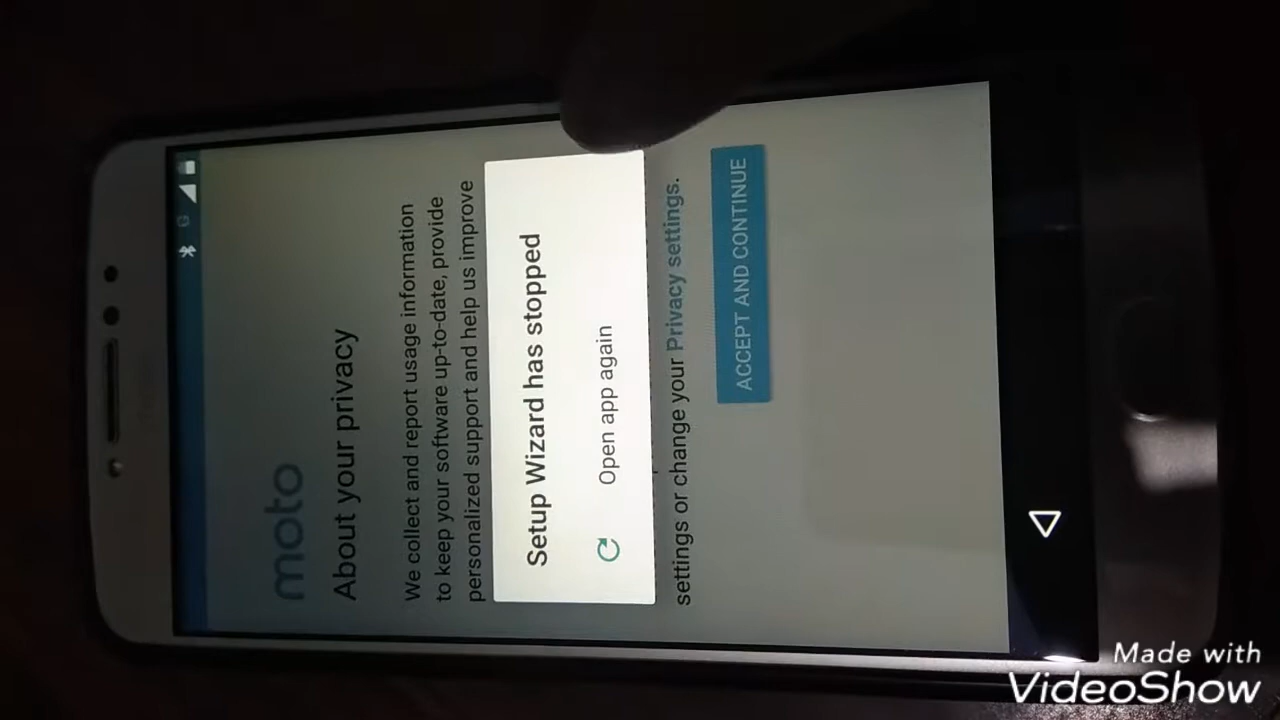 moto
About your privacy
We collect and report usage information
to keep your software up-to-date, provide
personalized support and help us improve
Setup Wizard has stopped
Open app again
settings or change your Privacy settings.
ACCEPT AND CONTINUE
G
Made with
VideoShow